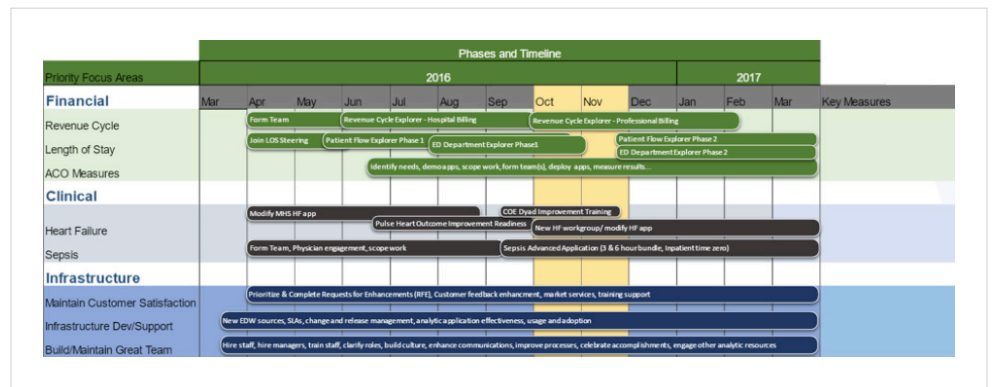 Phases and Timeline
Priority Focus Areas 2016 2017
Financial Mar Apr May Jun Jul Aug Sep Oct Nov Dec Jan Feb Mar Key Measures
Revenue Cycle Form Team Revenue Cycle Explorer - Hospital Billing Revenue Cycle Explorer - Professional Billing
Length of Stay Join LOS Steering Patient Flow Explorer Phase 1 ED Department Explorer Phase1 Patient Flow Explorer Phase 2
ED Department Explorer Phase 2
ACO Measures Identify needs, demo apps, scope work, form team(s), deploy apps, measure results...
Clinical
Modify MHS HF app COE Dyad Improvement Training
Heart Failure Pulse Heart Outcome Improvement Readiness New HF workgroup/ modify HF app
Sepsis Form Team, Physician engagement, scope work Sepsis Advanced Application (3 & 6 hour bundle, Inpatient time zero)
Infrastructure
Maintain Customer Satisfaction Prioritize & Complete Requests for Enhancements (RFE), Customer feedback enhancment, market services, training support
Infrastructure Dev/Support New EDW sources, SLAs, change and release management, analytic application effectiveness, usage and adoption
Build/Maintain Great Team Hire staff, hire managers, train staff, clarify roles, build culture, enhance communications, improve processes, celebrate accomplishments, engage other analytic resources